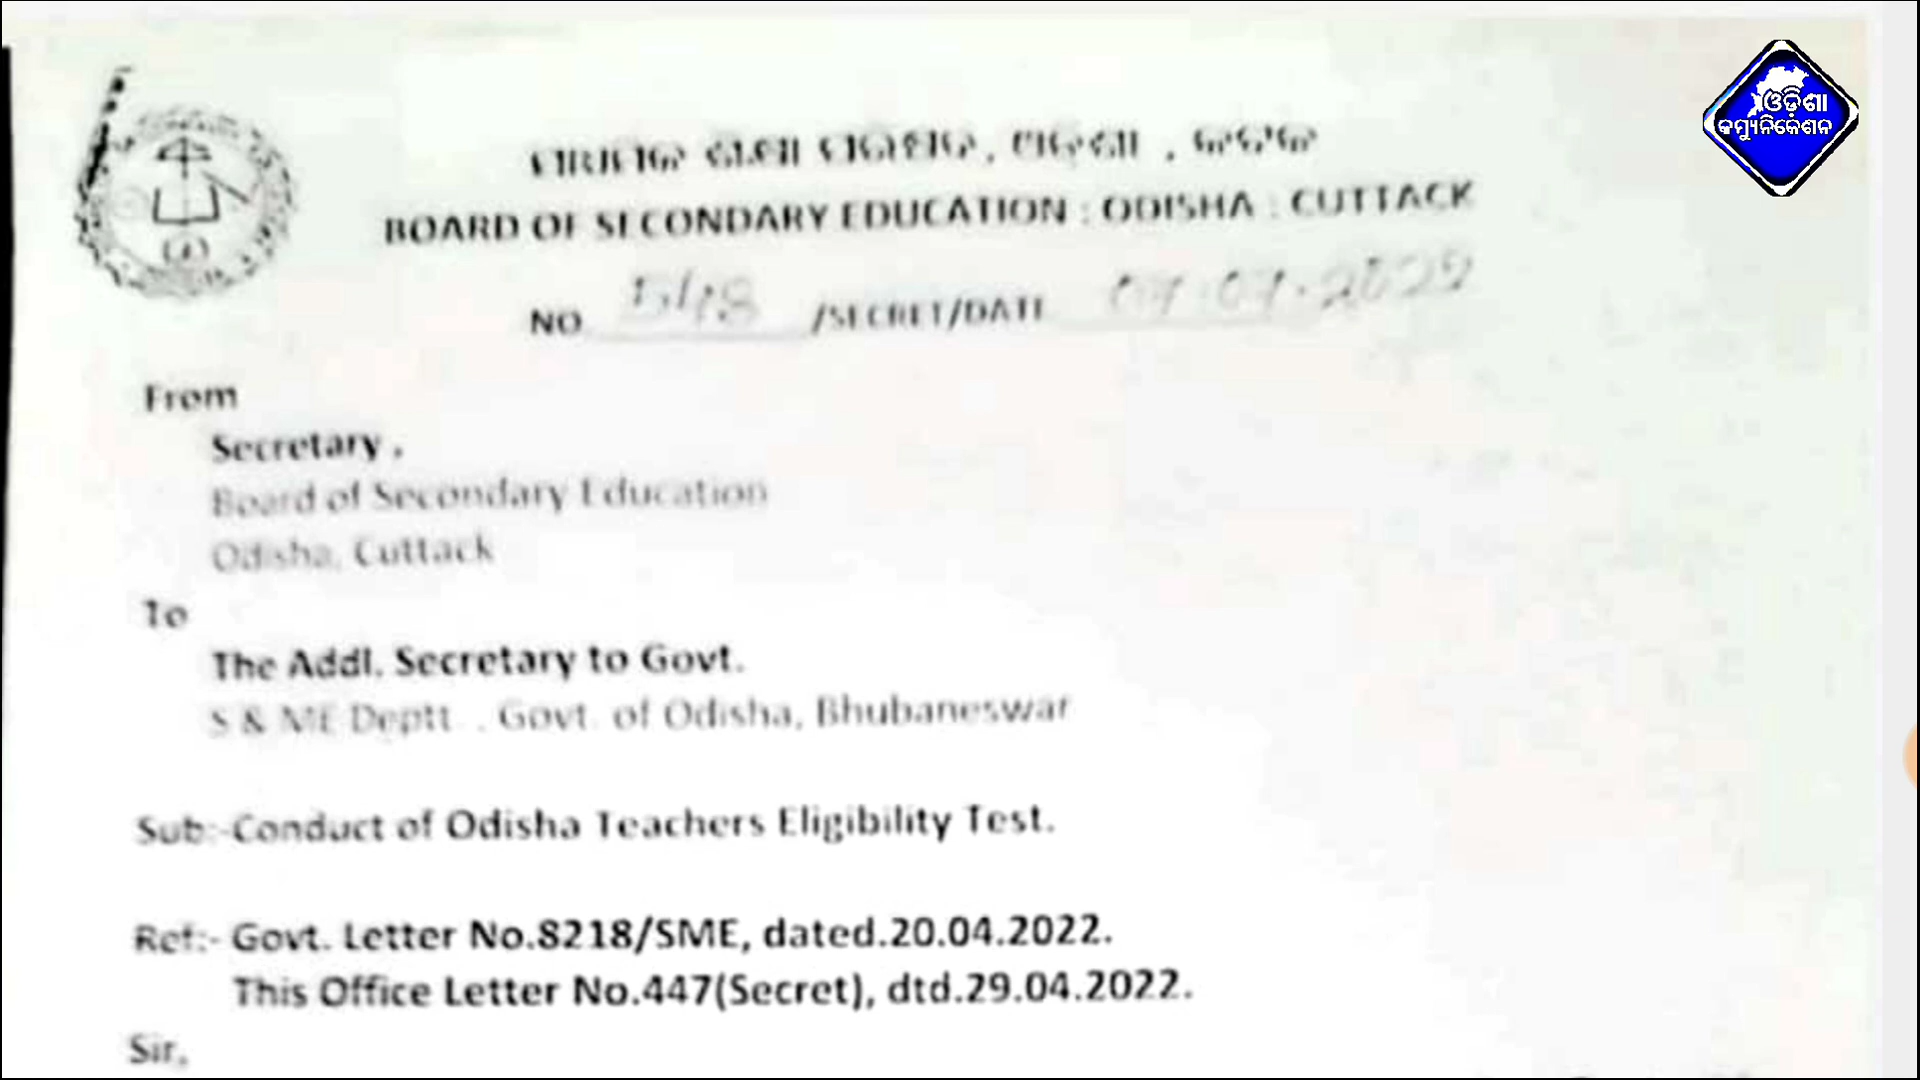 ଓଡ଼ିଶା
କମ୍ୟୁନିକେଶନ
BOARD OF SECONDARY EDUCATION : ODISHA : CUTTACK
NO /SECRET/DATE
From
Secretary,
Board of Secondary Education
Odisha, Cuttack
To
The Addl. Secretary to Govt.
S & ME Deptt. , Govt. of Odisha, Bhubaneswar
Sub:-Conduct of Odisha Teachers Eligibility Test.
Ref:- Govt. Letter No.8218/SME, dated.20.04.2022.
This Office Letter No.447(Secret), dtd.29.04.2022.
Sir,